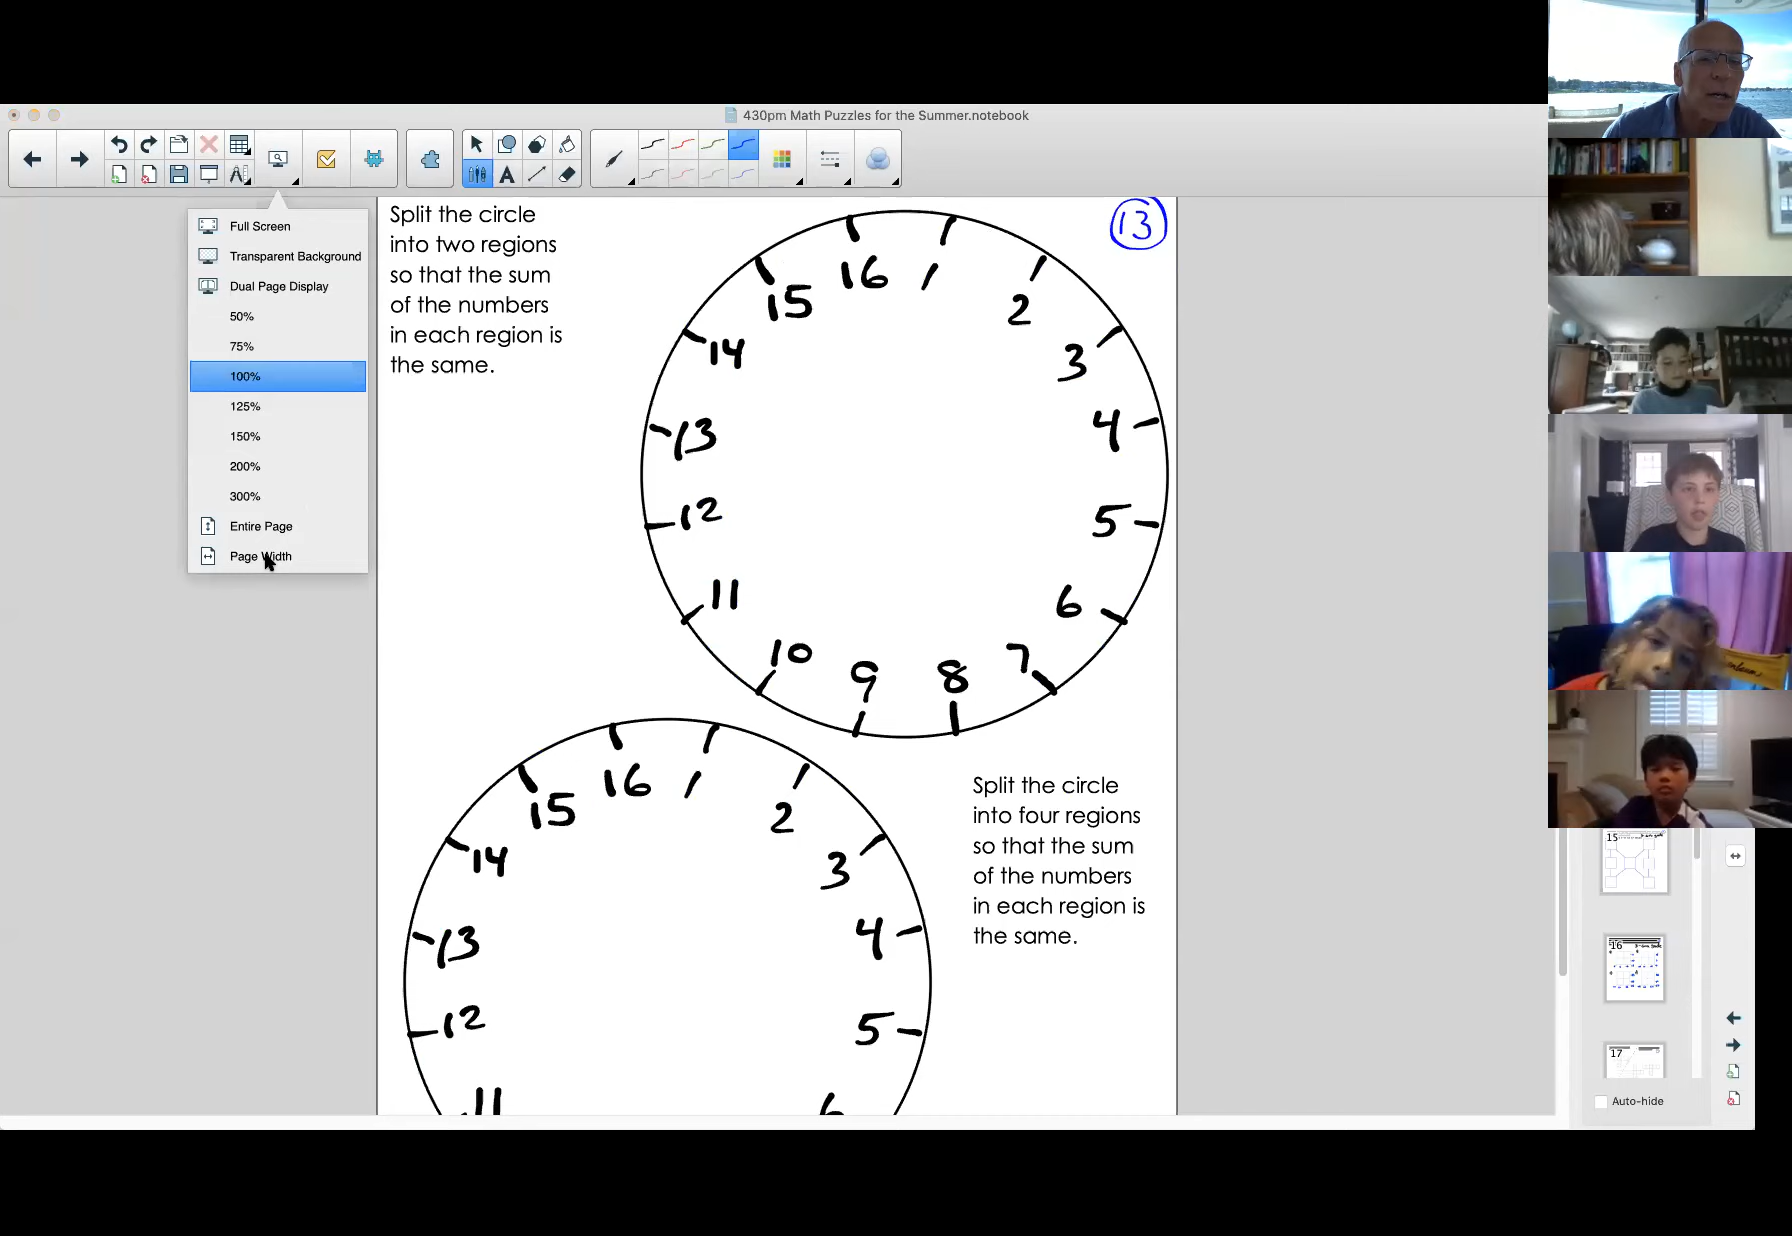 430pm Math Puzzles for the Summer.notebook
Full Screen
Transparent Background
Dual Page Display
50%
75%
100%
125%
150%
200%
300%
Entire Page
Page Width
Split the circle
into two regions
so that the sum
of the numbers
in each region is
the same.
13
16
1
2
3
4
5
6
7
8
9
10
11
12
13
14
15
Split the circle
into four regions
so that the sum
of the numbers
in each region is
the same.
16
1
2
3
4
5
6
11
12
13
14
15
15
16
17
Auto-hide